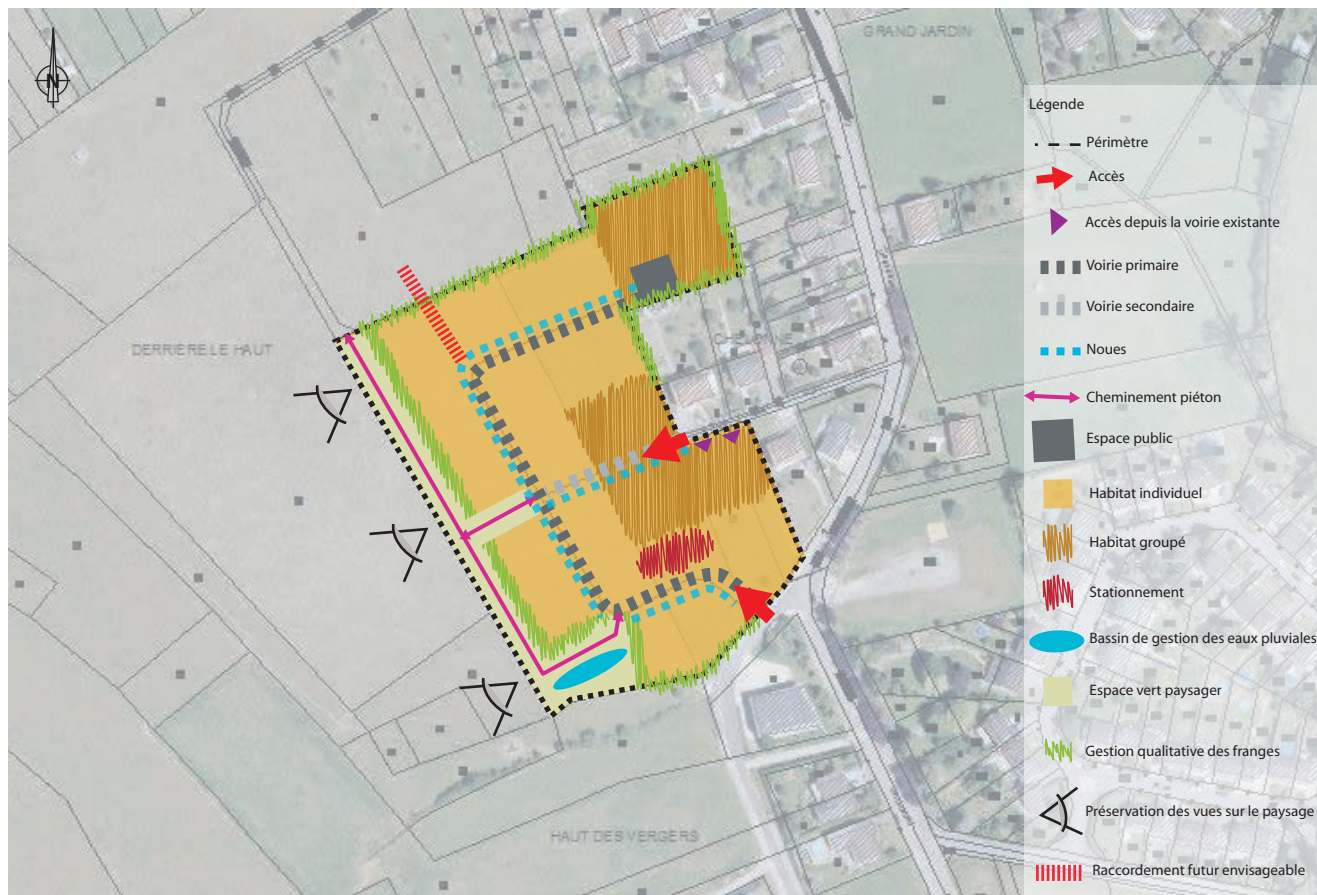 N
GRAND JARDIN
DERRIÈRE LE HAUT
HAUT DES VERGERS
Légende
Périmètre
Accès
Accès depuis la voirie existante
Voirie primaire
Voirie secondaire
Noues
Cheminement piéton
Espace public
Habitat individuel
Habitat groupé
Stationnement
Bassin de gestion des eaux pluviales
Espace vert paysager
Gestion qualitative des franges
Préservation des vues sur le paysage
Raccordement futur envisageable